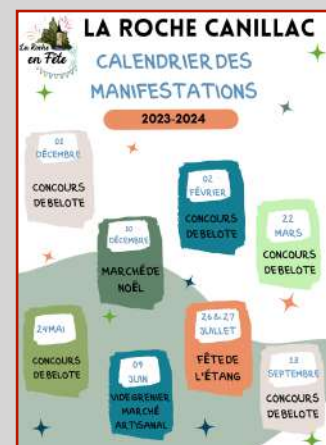 La Roche
en Fête
LA ROCHE CANILLAC
CALENDRIER DES
MANIFESTATIONS
2023-2024
01
DÉCEMBRE
CONCOURS
DE BELOTE
02
FÉVRIER
CONCOURS
DE BELOTE
10
DÉCEMBRE
MARCHÉ DE
NOËL
22
MARS
CONCOURS
DE BELOTE
24 MAI
CONCOURS
DE BELOTE
09
JUIN
VIDE GRENIER
MARCHÉ
ARTISANAL
26 & 27
JUILLET
FÊTE DE
L'ÉTANG
SEPTEMBRE
CONCOURS
DE BELOTE